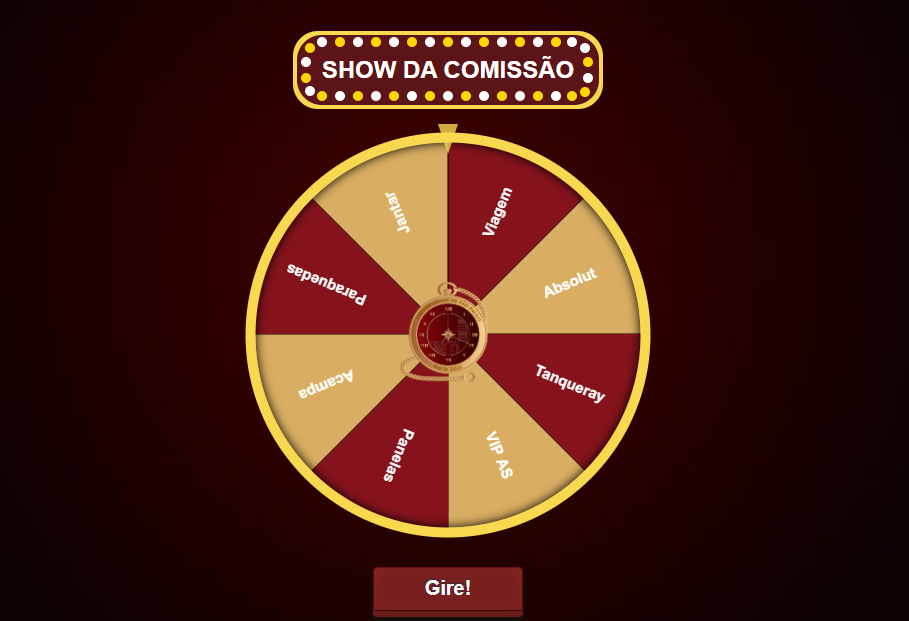 SHOW DA COMISSÃO
Viagem
Absolut
Tanqueray
VIP AS
Panelas
Acampa
Paraquedas
Jantar
Gire!